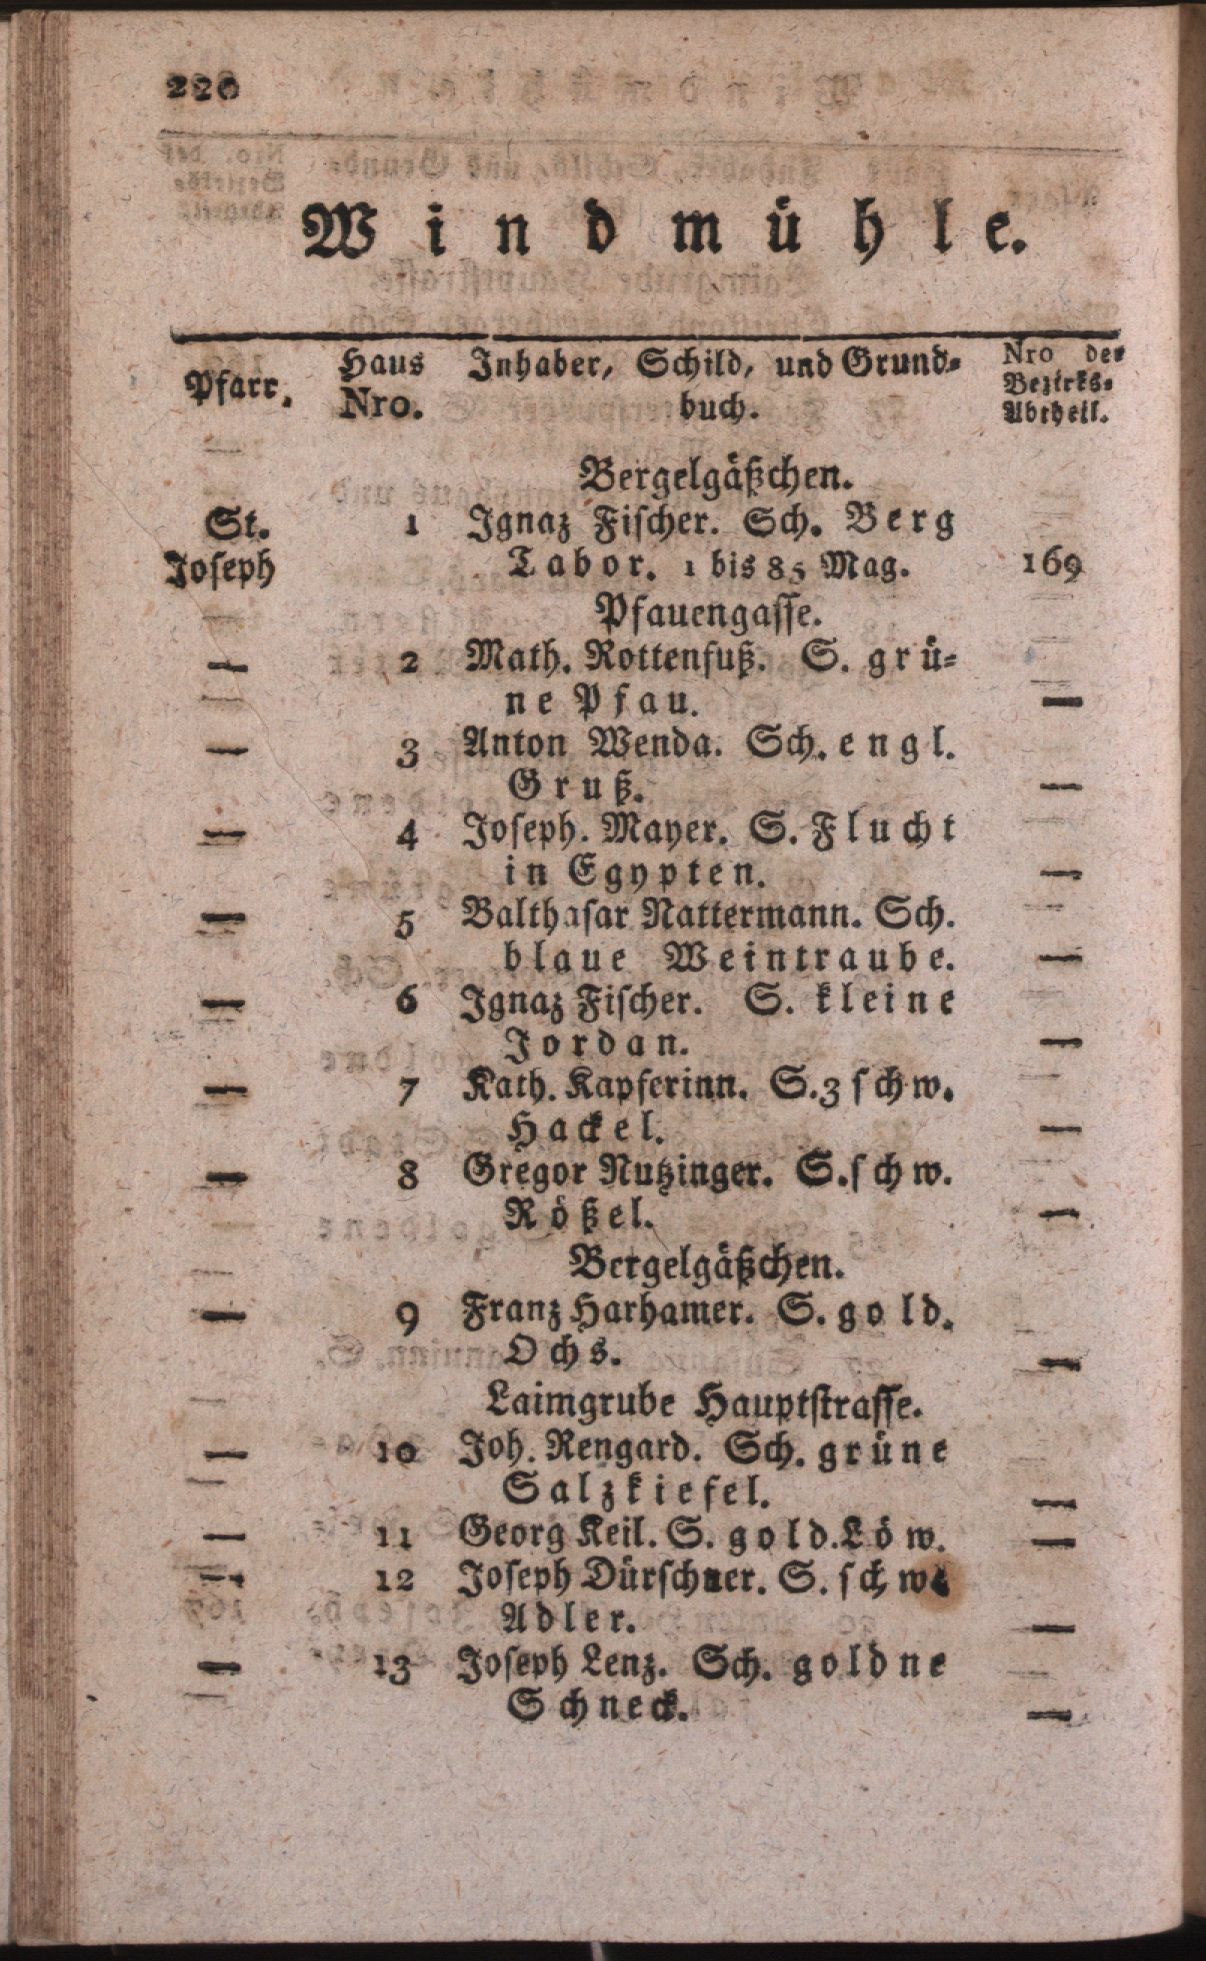 220
Windmühle.
Pfarr. Haus Nro. Inhaber, Schild, und Grund- buch. Nro der Bezirks- Abtheil.
Bergelgäßchen.
St. 1 Ignaz Fischer. Sch. Berg
Joseph Tabor. 1 bis 85 Mag. 169
Pfauengasse.
— 2 Math. Rottenfuß. S. grü-
ne Pfau. —
— 3 Anton Wenda. Sch. engl.
Gruß. —
— 4 Joseph. Mayer. S. Flucht
in Egypten. —
— 5 Balthasar Nattermann. Sch.
blaue Weintraube. —
— 6 Ignaz Fischer. S. kleine
Jordan. —
— 7 Kath. Kapferinn. S. 3 schw.
Hackel. —
— 8 Gregor Nutzinger. S. schw.
Rößel. —
Bergelgäßchen.
— 9 Franz Harhamer. S. gold.
Ochs. —
Laimgrube Hauptstrasse.
— 10 Joh. Rengard. Sch. grüne
Salzkiefel. —
— 11 Georg Keil. S. gold. Löw. —
— 12 Joseph Dürschner. S. schw.
Adler. —
— 13 Joseph Lenz. Sch. goldne
Schneck. —